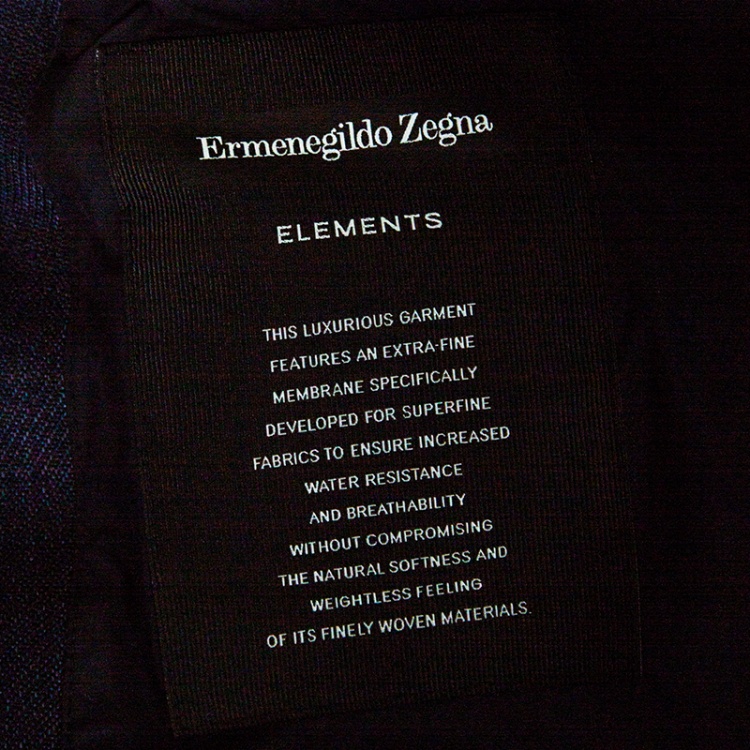 Ermenegildo Zegna
ELEMENTS
THIS LUXURIOUS GARMENT
FEATURES AN EXTRA-FINE
MEMBRANE SPECIFICALLY
DEVELOPED FOR SUPERFINE
FABRICS TO ENSURE INCREASED
WATER RESISTANCE
AND BREATHABILITY
WITHOUT COMPROMISING
THE NATURAL SOFTNESS AND
WEIGHTLESS FEELING
OF ITS FINELY WOVEN MATERIALS.